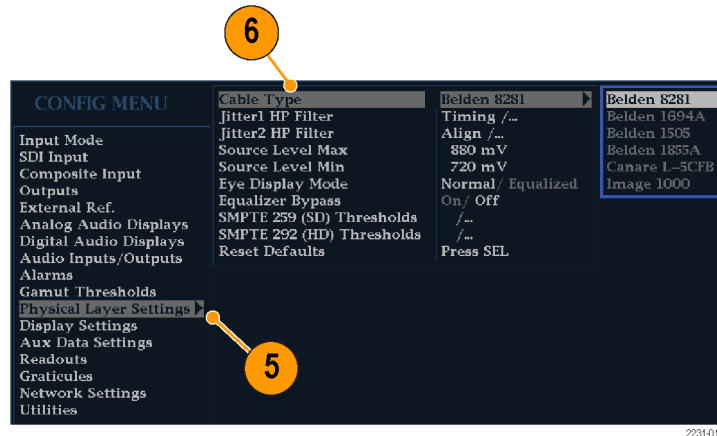 6
CONFIG MENU
Input Mode
SDI Input
Composite Input
Outputs
External Ref.
Analog Audio Displays
Digital Audio Displays
Audio Inputs/Outputs
Alarms
Gamut Thresholds
Physical Layer Settings
Display Settings
Aux Data Settings
Readouts
Graticules
Network Settings
Utilities
Cable Type Belden 8281
Jitter1 HP Filter Timing /...
Jitter2 HP Filter Align /...
Source Level Max 880 mV
Source Level Min 720 mV
Eye Display Mode Normal/ Equalized
Equalizer Bypass On/ Off
SMPTE 259 (SD) Thresholds /...
SMPTE 292 (HD) Thresholds /...
Reset Defaults Press SEL
Belden 8281
Belden 1694A
Belden 1505
Belden 1855A
Canare L-5CFB
Image 1000
5